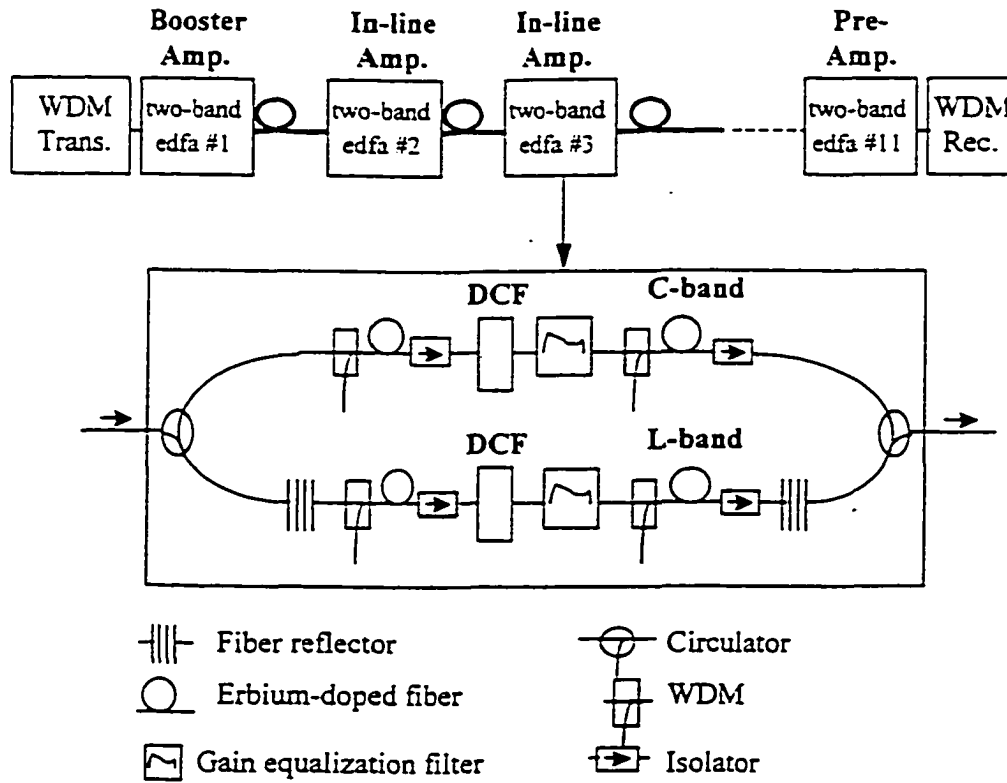 Booster Amp.
In-line Amp.
In-line Amp.
Pre- Amp.
WDM Trans.
two-band edfa #1
two-band edfa #2
two-band edfa #3
two-band edfa #11
WDM Rec.
DCF
C-band
DCF
L-band
Fiber reflector
Circulator
Erbium-doped fiber
WDM
Gain equalization filter
Isolator